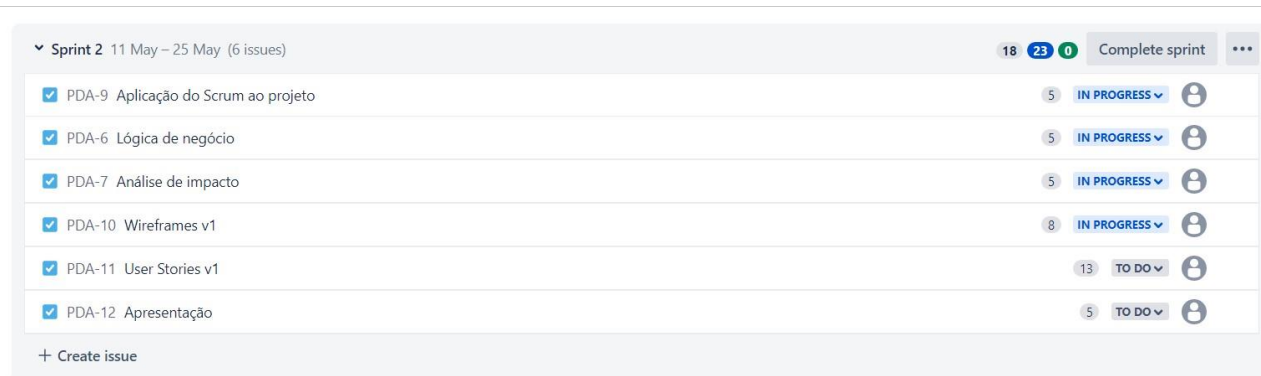 Sprint 2 11 May – 25 May (6 issues) 18 23 0 Complete sprint
PDA-9 Aplicação do Scrum ao projeto 5 IN PROGRESS
PDA-6 Lógica de negócio 5 IN PROGRESS
PDA-7 Análise de impacto 5 IN PROGRESS
PDA-10 Wireframes v1 8 IN PROGRESS
PDA-11 User Stories v1 13 TO DO
PDA-12 Apresentação 5 TO DO
+ Create issue